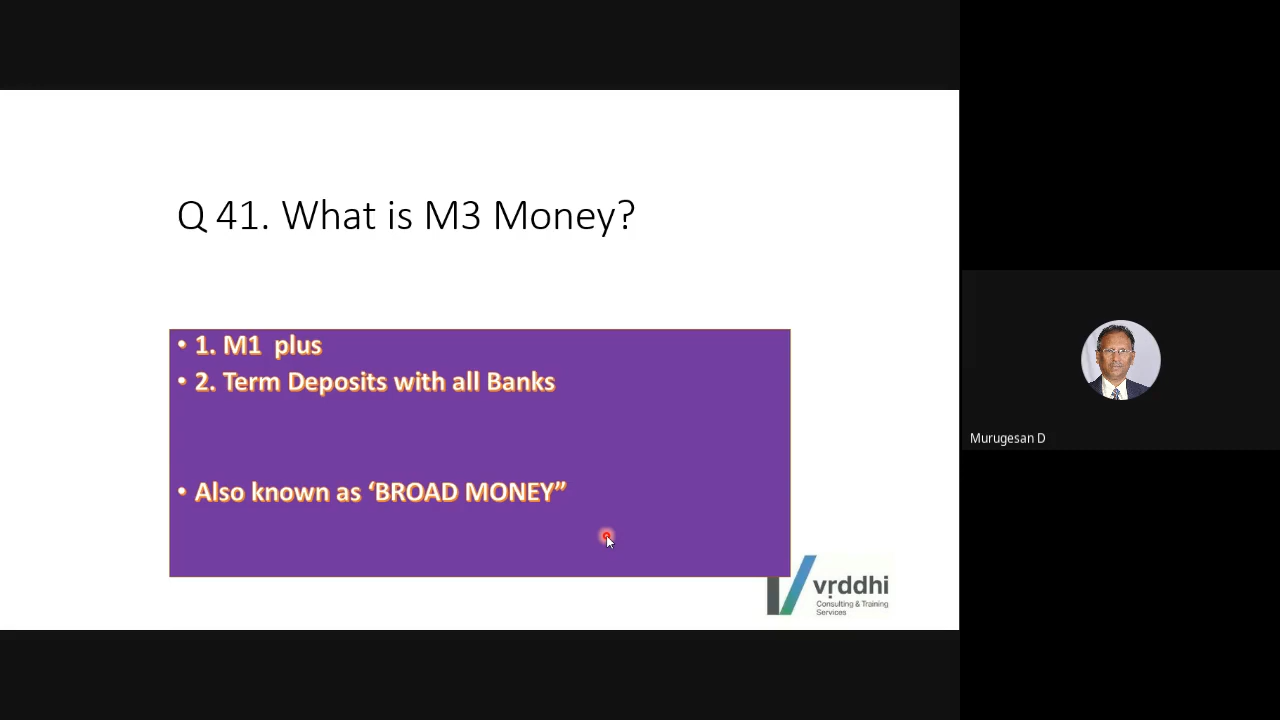 Q 41. What is M3 Money?
• 1. M1 plus
• 2. Term Deposits with all Banks
• Also known as ‘BROAD MONEY”
vṛddhi
Consulting & Training
Services
Murugesan D